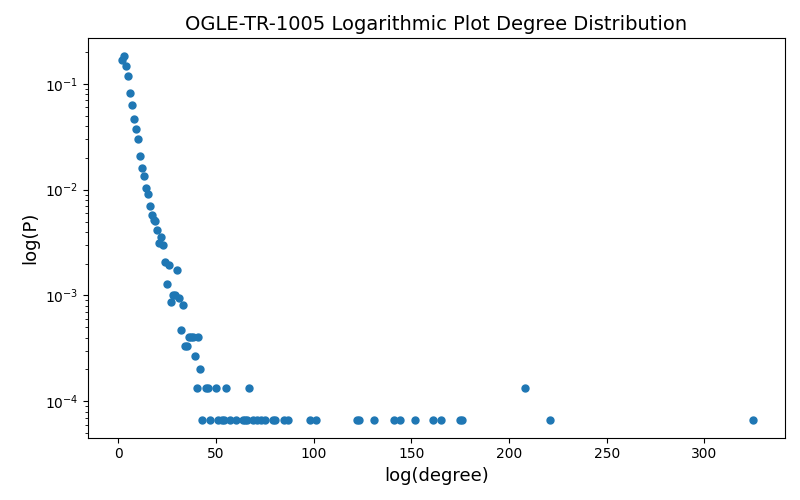 OGLE-TR-1005 Logarithmic Plot Degree Distribution
10⁻¹
10⁻²
10⁻³
10⁻⁴
log(P)
0 50 100 150 200 250 300
log(degree)